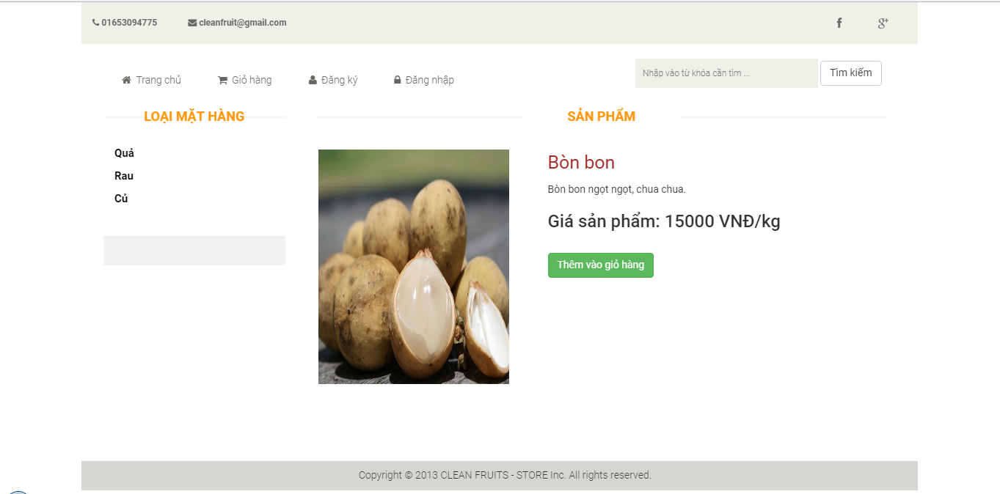 01653094775 cleanfruit@gmail.com
Trang chủ Giỏ hàng Đăng ký Đăng nhập Nhập vào từ khóa cần tìm ... Tìm kiếm
LOẠI MẶT HÀNG
Quả
Rau
Củ
SẢN PHẨM
Bòn bon
Bòn bon ngọt ngọt, chua chua.
Giá sản phẩm: 15000 VNĐ/kg
Thêm vào giỏ hàng
Copyright © 2013 CLEAN FRUITS - STORE Inc. All rights reserved.